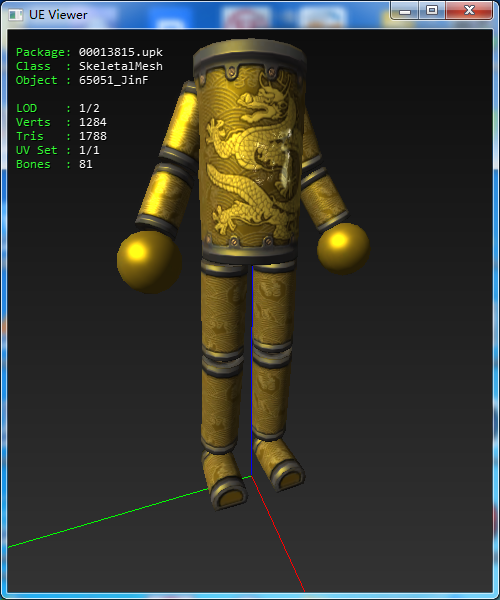 UE Viewer
Package: 00013815.upk
Class : SkeletalMesh
Object : 65051_JinF
LOD : 1/2
Verts : 1284
Tris : 1788
UV Set : 1/1
Bones : 81